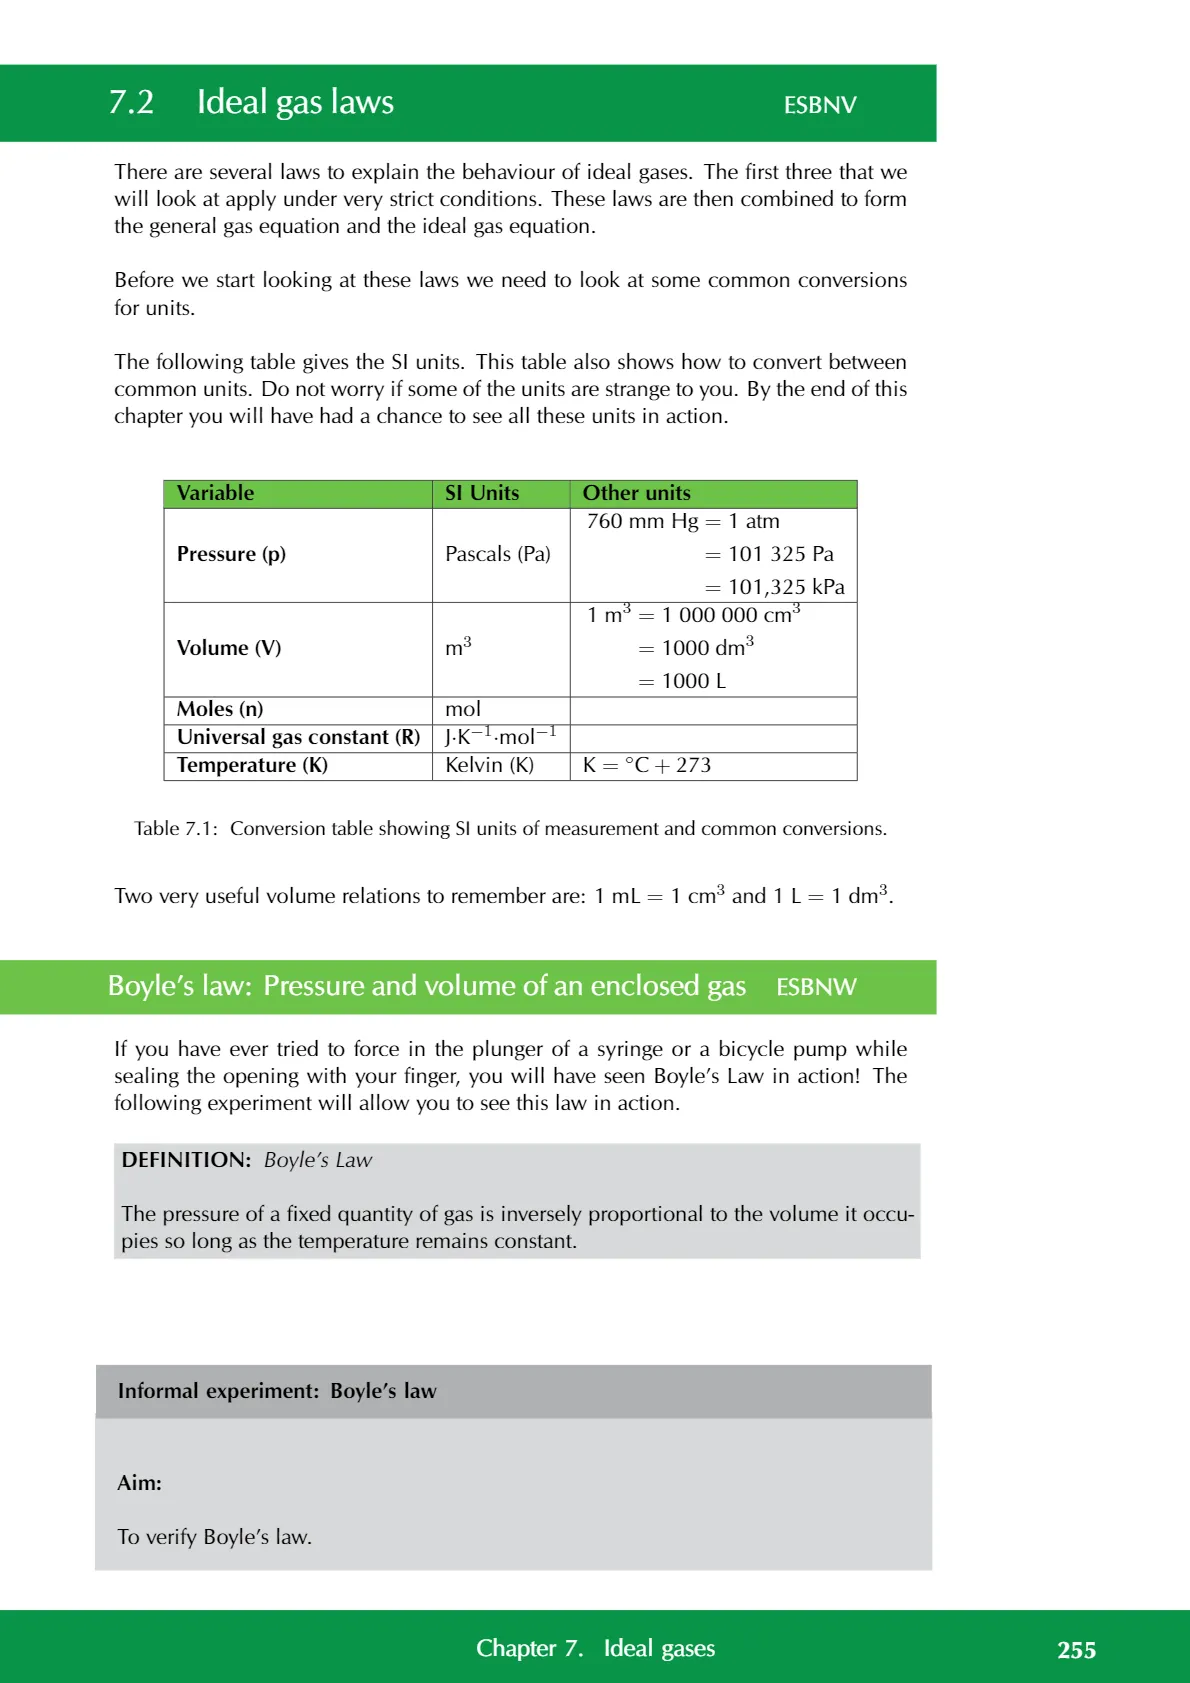 7.2 Ideal gas laws ESBNV
There are several laws to explain the behaviour of ideal gases. The first three that we
will look at apply under very strict conditions. These laws are then combined to form
the general gas equation and the ideal gas equation.
Before we start looking at these laws we need to look at some common conversions
for units.
The following table gives the SI units. This table also shows how to convert between
common units. Do not worry if some of the units are strange to you. By the end of this
chapter you will have had a chance to see all these units in action.
Variable SI Units Other units
760 mm Hg = 1 atm
Pressure (p) Pascals (Pa) = 101 325 Pa
= 101,325 kPa
1 m³ = 1 000 000 cm³
Volume (V) m³ = 1000 dm³
= 1000 L
Moles (n) mol
Universal gas constant (R) J·K⁻¹·mol⁻¹
Temperature (K) Kelvin (K) K = °C + 273
Table 7.1: Conversion table showing SI units of measurement and common conversions.
Two very useful volume relations to remember are: 1 mL = 1 cm³ and 1 L = 1 dm³.
Boyle's law: Pressure and volume of an enclosed gas ESBNW
If you have ever tried to force in the plunger of a syringe or a bicycle pump while
sealing the opening with your finger, you will have seen Boyle's Law in action! The
following experiment will allow you to see this law in action.
DEFINITION: Boyle's Law
The pressure of a fixed quantity of gas is inversely proportional to the volume it occu-
pies so long as the temperature remains constant.
Informal experiment: Boyle's law
Aim:
To verify Boyle's law.
Chapter 7. Ideal gases 255